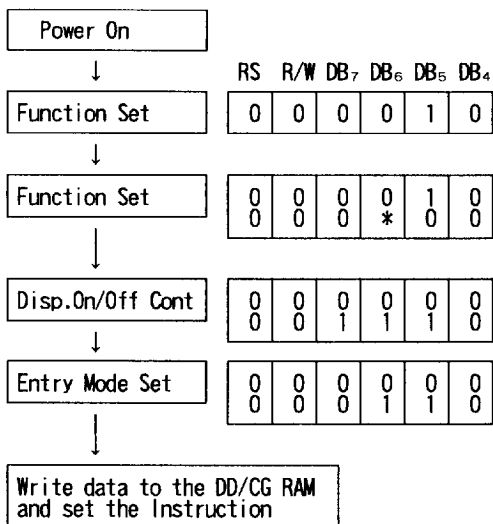 Power On
RS R/W DB₇ DB₆ DB₅ DB₄
Function Set 0 0 0 0 1 0
Function Set 0 0 0 0 1 0
0 0 0 * 0 0
Disp.On/Off Cont 0 0 0 0 0 0
0 0 1 1 1 0
Entry Mode Set 0 0 0 0 0 0
0 0 0 1 1 0
Write data to the DD/CG RAM
and set the Instruction